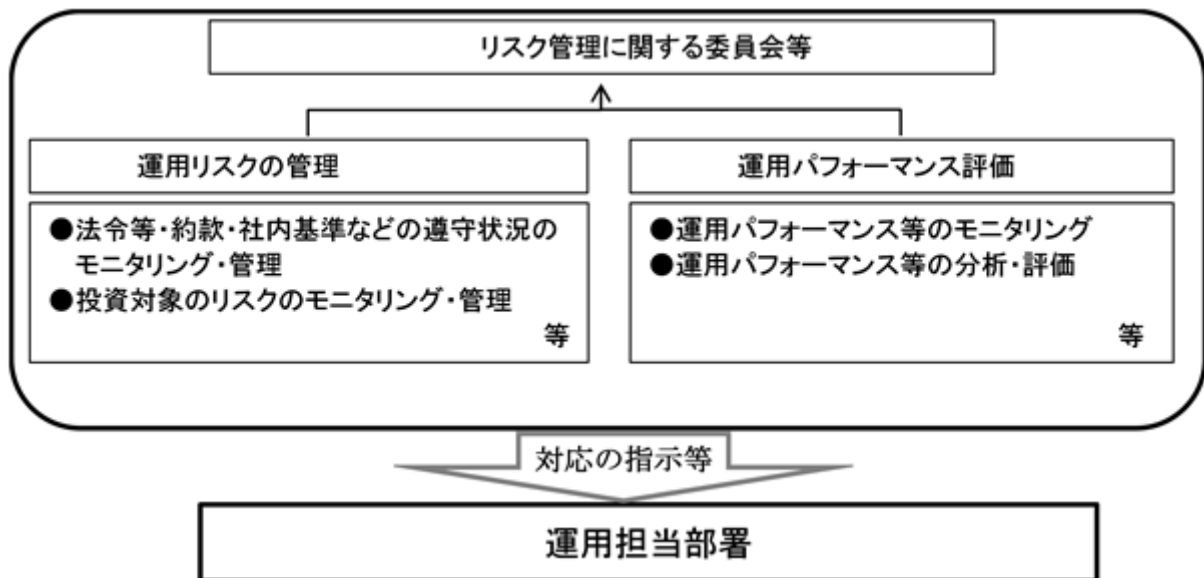 リスク管理に関する委員会等
運用リスクの管理
●法令等・約款・社内基準などの遵守状況の
モニタリング・管理
●投資対象のリスクのモニタリング・管理
等
運用パフォーマンス評価
●運用パフォーマンス等のモニタリング
●運用パフォーマンス等の分析・評価
等
対応の指示等
運用担当部署